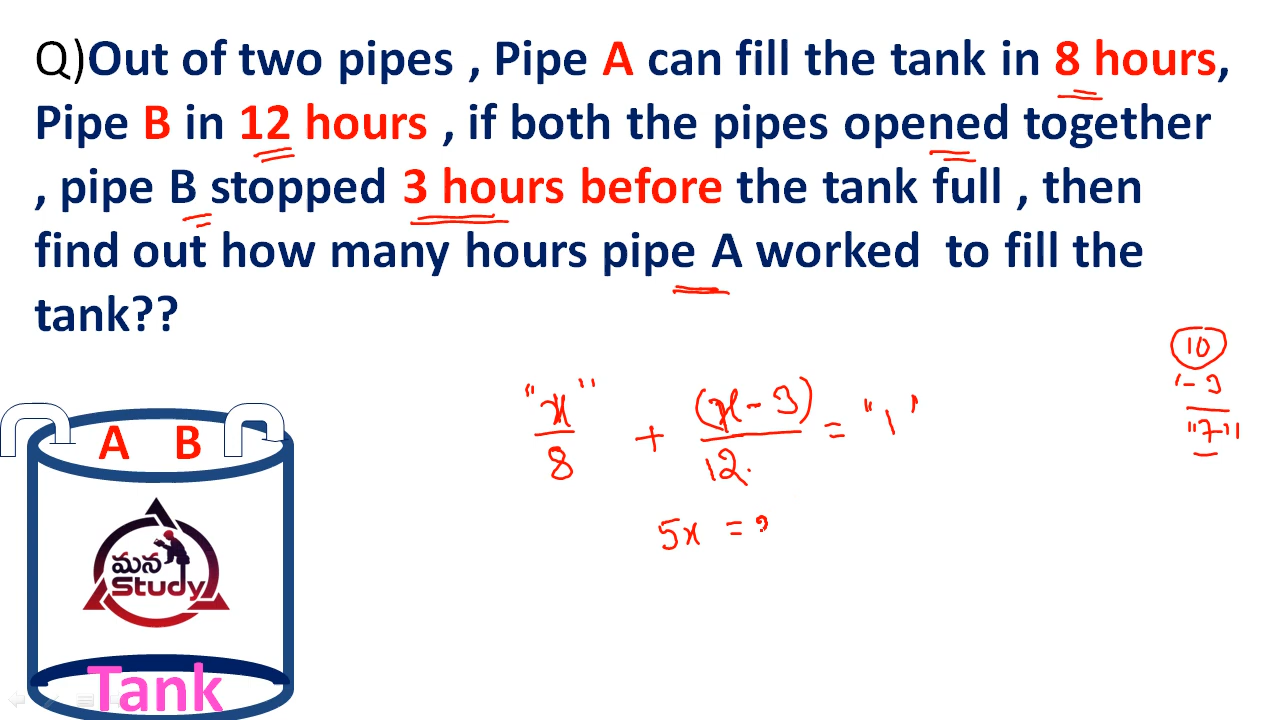 Q)Out of two pipes , Pipe A can fill the tank in 8 hours,
Pipe B in 12 hours , if both the pipes opened together
, pipe B stopped 3 hours before the tank full , then
find out how many hours pipe A worked to fill the
tank??
10
- 3
"7"
"x"/8 + (x-3)/12. = "1"
5x = ?
A B
మన
Study
Tank